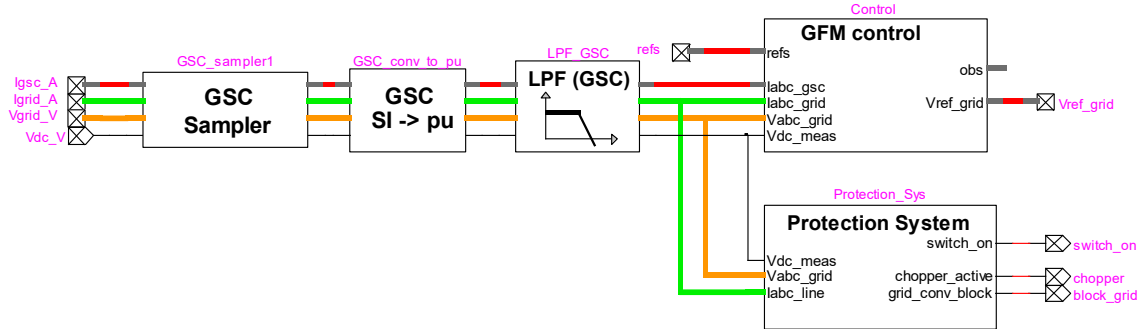 Control
GFM control
refs
refs
obs
Iabc_gsc
Iabc_grid
Vabc_grid
Vdc_meas
Vref_grid
Vref_grid
GSC_sampler1
GSC_conv_to_pu
LPF_GSC
Igsc_A
Igrid_A
Vgrid_V
Vdc_V
GSC
Sampler
GSC
SI -> pu
LPF (GSC)
Protection_Sys
Protection System
switch_on
switch_on
Vdc_meas
Vabc_grid
Iabc_line
chopper_active
chopper
grid_conv_block
block_grid